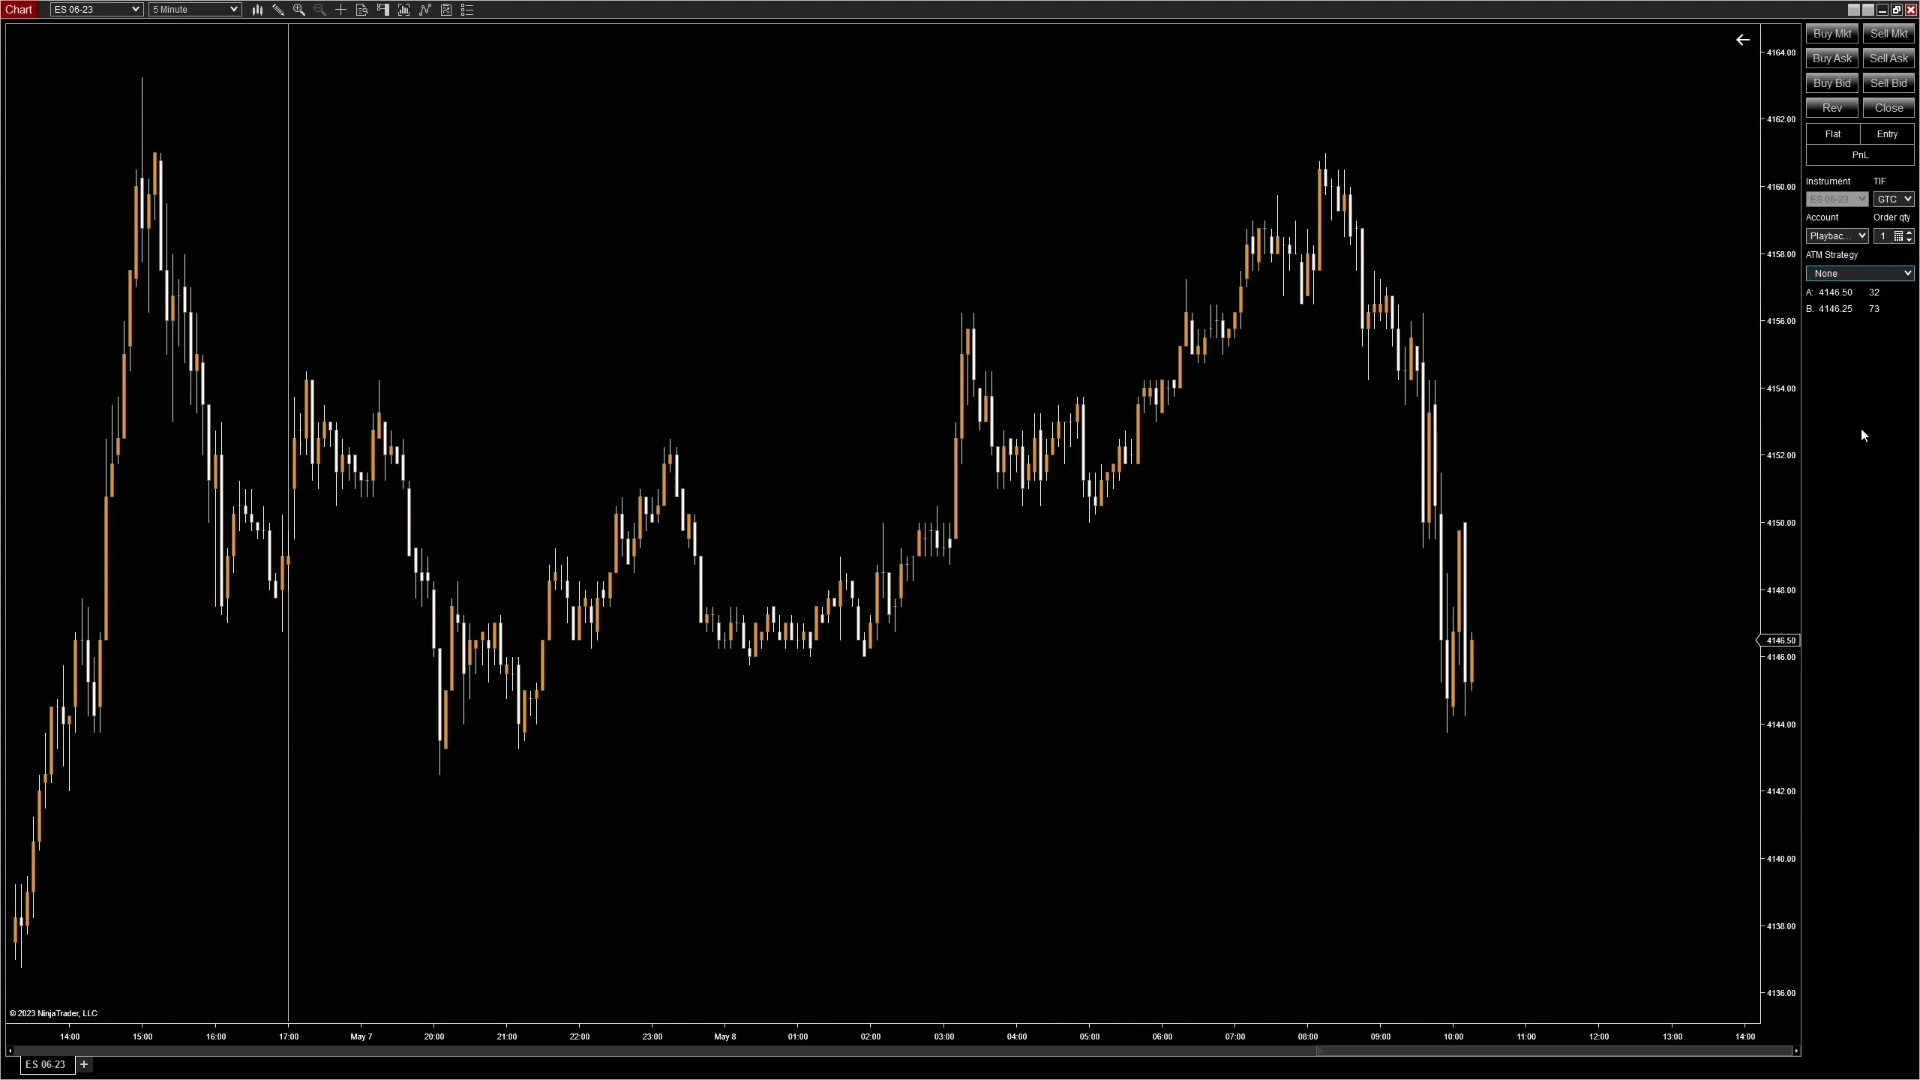 Chart ES 06-23 5 Minute
Buy Mkt Sell Mkt
Buy Ask Sell Ask
Buy Bid Sell Bid
Rev Close
Flat Entry
PnL
Instrument TIF
ES 06-23 GTC
Account Order qty
Playbac... 1
ATM Strategy
None
A: 4146.50 32
B: 4146.25 73
4164.00
4162.00
4160.00
4158.00
4156.00
4154.00
4152.00
4150.00
4148.00
4146.50
4146.00
4144.00
4142.00
4140.00
4138.00
4136.00
© 2023 NinjaTrader, LLC
14:00 15:00 16:00 17:00 May 7 20:00 21:00 22:00 23:00 May 8 01:00 02:00 03:00 04:00 05:00 06:00 07:00 08:00 09:00 10:00 11:00 12:00 13:00 14:00
ES 06-23 +